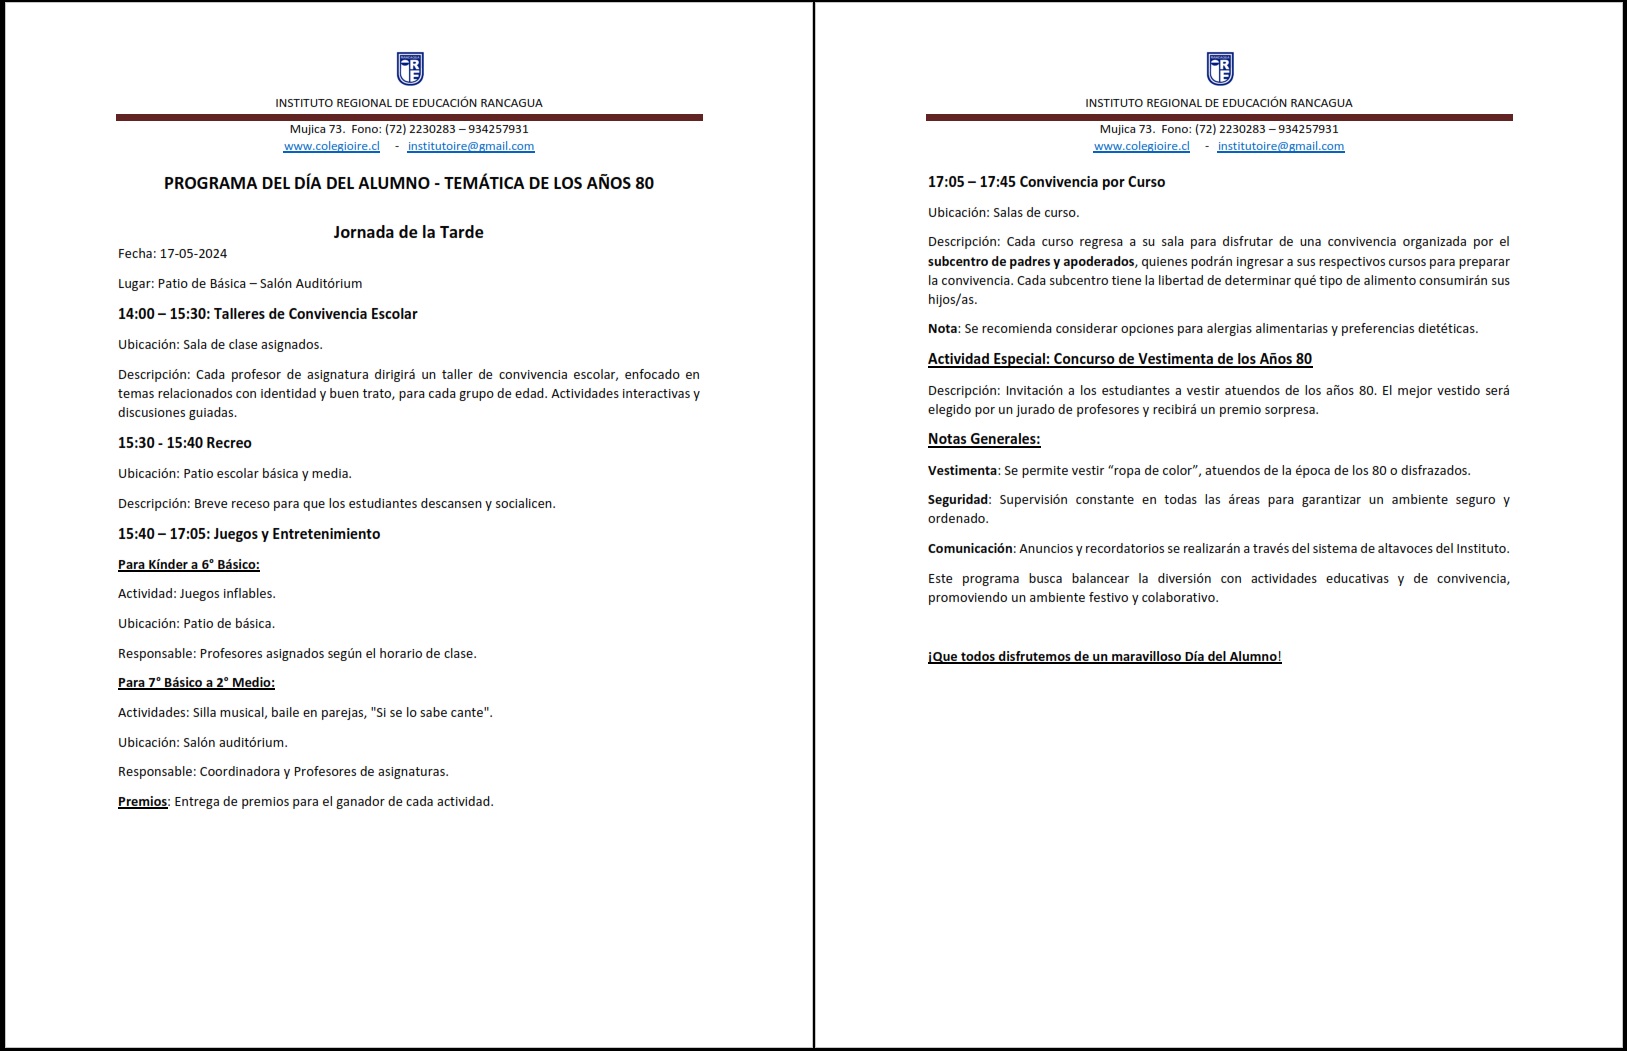 INSTITUTO REGIONAL DE EDUCACIÓN RANCAGUA
Mujica 73.  Fono: (72) 2230283 – 934257931
www.colegioire.cl - institutoire@gmail.com
PROGRAMA DEL DÍA DEL ALUMNO - TEMÁTICA DE LOS AÑOS 80
Jornada de la Tarde
Fecha: 17-05-2024
Lugar: Patio de Básica – Salón Auditórium
14:00 – 15:30: Talleres de Convivencia Escolar
Ubicación: Sala de clase asignados.
Descripción: Cada profesor de asignatura dirigirá un taller de convivencia escolar, enfocado en
temas relacionados con identidad y buen trato, para cada grupo de edad. Actividades interactivas y
discusiones guiadas.
15:30 - 15:40 Recreo
Ubicación: Patio escolar básica y media.
Descripción: Breve receso para que los estudiantes descansen y socialicen.
15:40 – 17:05: Juegos y Entretenimiento
Para Kínder a 6° Básico:
Actividad: Juegos inflables.
Ubicación: Patio de básica.
Responsable: Profesores asignados según el horario de clase.
Para 7° Básico a 2° Medio:
Actividades: Silla musical, baile en parejas, "Si se lo sabe cante".
Ubicación: Salón auditórium.
Responsable: Coordinadora y Profesores de asignaturas.
Premios: Entrega de premios para el ganador de cada actividad.
INSTITUTO REGIONAL DE EDUCACIÓN RANCAGUA
Mujica 73.  Fono: (72) 2230283 – 934257931
www.colegioire.cl - institutoire@gmail.com
17:05 – 17:45 Convivencia por Curso
Ubicación: Salas de curso.
Descripción: Cada curso regresa a su sala para disfrutar de una convivencia organizada por el
subcentro de padres y apoderados, quienes podrán ingresar a sus respectivos cursos para preparar
la convivencia. Cada subcentro tiene la libertad de determinar qué tipo de alimento consumirán sus
hijos/as.
Nota: Se recomienda considerar opciones para alergias alimentarias y preferencias dietéticas.
Actividad Especial: Concurso de Vestimenta de los Años 80
Descripción: Invitación a los estudiantes a vestir atuendos de los años 80. El mejor vestido será
elegido por un jurado de profesores y recibirá un premio sorpresa.
Notas Generales:
Vestimenta: Se permite vestir “ropa de color”, atuendos de la época de los 80 o disfrazados.
Seguridad: Supervisión constante en todas las áreas para garantizar un ambiente seguro y
ordenado.
Comunicación: Anuncios y recordatorios se realizarán a través del sistema de altavoces del Instituto.
Este programa busca balancear la diversión con actividades educativas y de convivencia,
promoviendo un ambiente festivo y colaborativo.
¡Que todos disfrutemos de un maravilloso Día del Alumno!